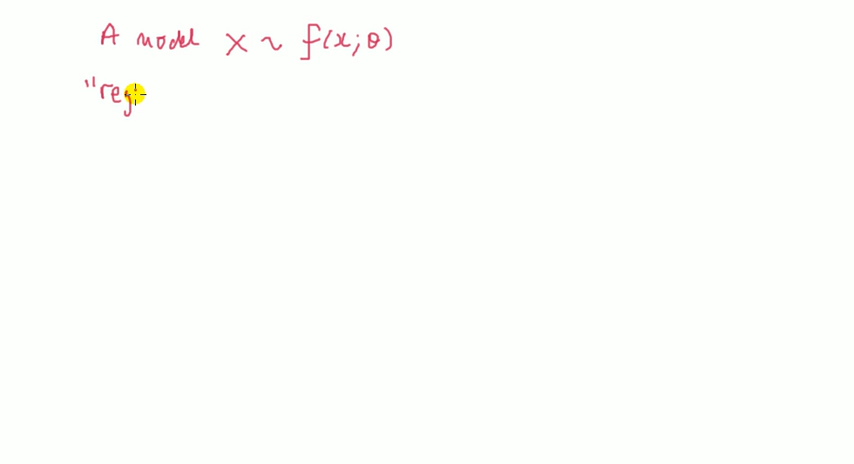 A model X ~ f(x; θ)
"reg